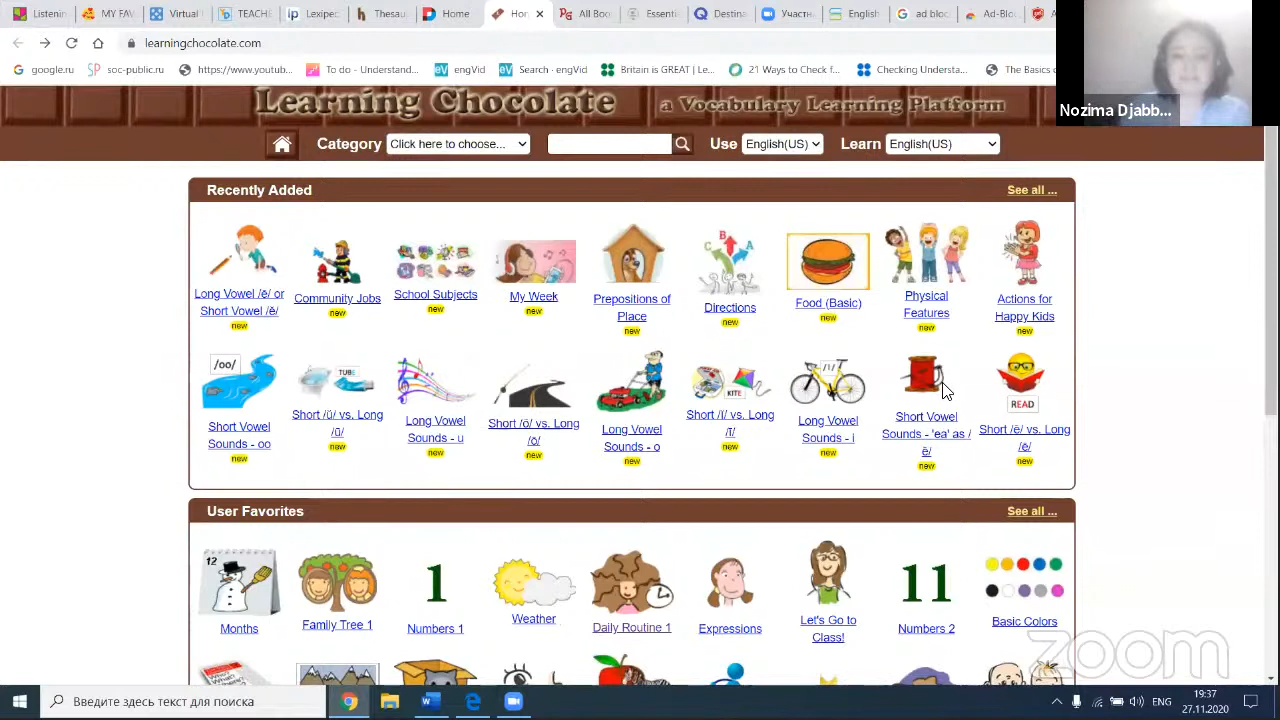 Listenin
MY FAV
Virtual
TEACHE
Lexipec
Thesau
Home
Hor
All Boo
Essentia
Destina
Участн
English
ad bloc
Ad-Bloc
learningchocolate.com
google.ru
soc-public.ru
https://www.youtub...
To do - Understand...
engVid
Search - engVid
Britain is GREAT | Le...
21 Ways to Check f...
Checking Understa...
The Basics o
Nozima Djabb...
Learning Chocolate
a Vocabulary Learning Platform
Category
Click here to choose...
Use
English(US)
Learn
English(US)
Recently Added
See all ...
Long Vowel /ē/ or
Short Vowel /ĕ/
new
Community Jobs
new
School Subjects
new
My Week
new
Prepositions of
Place
new
C B A
Directions
new
Food (Basic)
new
Physical
Features
new
Actions for
Happy Kids
new
/oo/
Short Vowel
Sounds - oo
new
TUBE
Short /ŭ/ vs. Long
/ū/
new
Long Vowel
Sounds - u
new
Short /ŏ/ vs. Long
/ō/
new
Long Vowel
Sounds - o
new
KITE
Short /ĭ/ vs. Long
/ī/
new
/ī/
Long Vowel
Sounds - i
new
Short Vowel
Sounds - 'ea' as /
ĕ/
new
READ
Short /ĕ/ vs. Long
/ē/
new
User Favorites
See all ...
12
Months
Family Tree 1
1
Numbers 1
Weather
Daily Routine 1
Expressions
Let's Go to
Class!
11
Numbers 2
Basic Colors
zoom
Введите здесь текст для поиска
ENG
19:37
27.11.2020